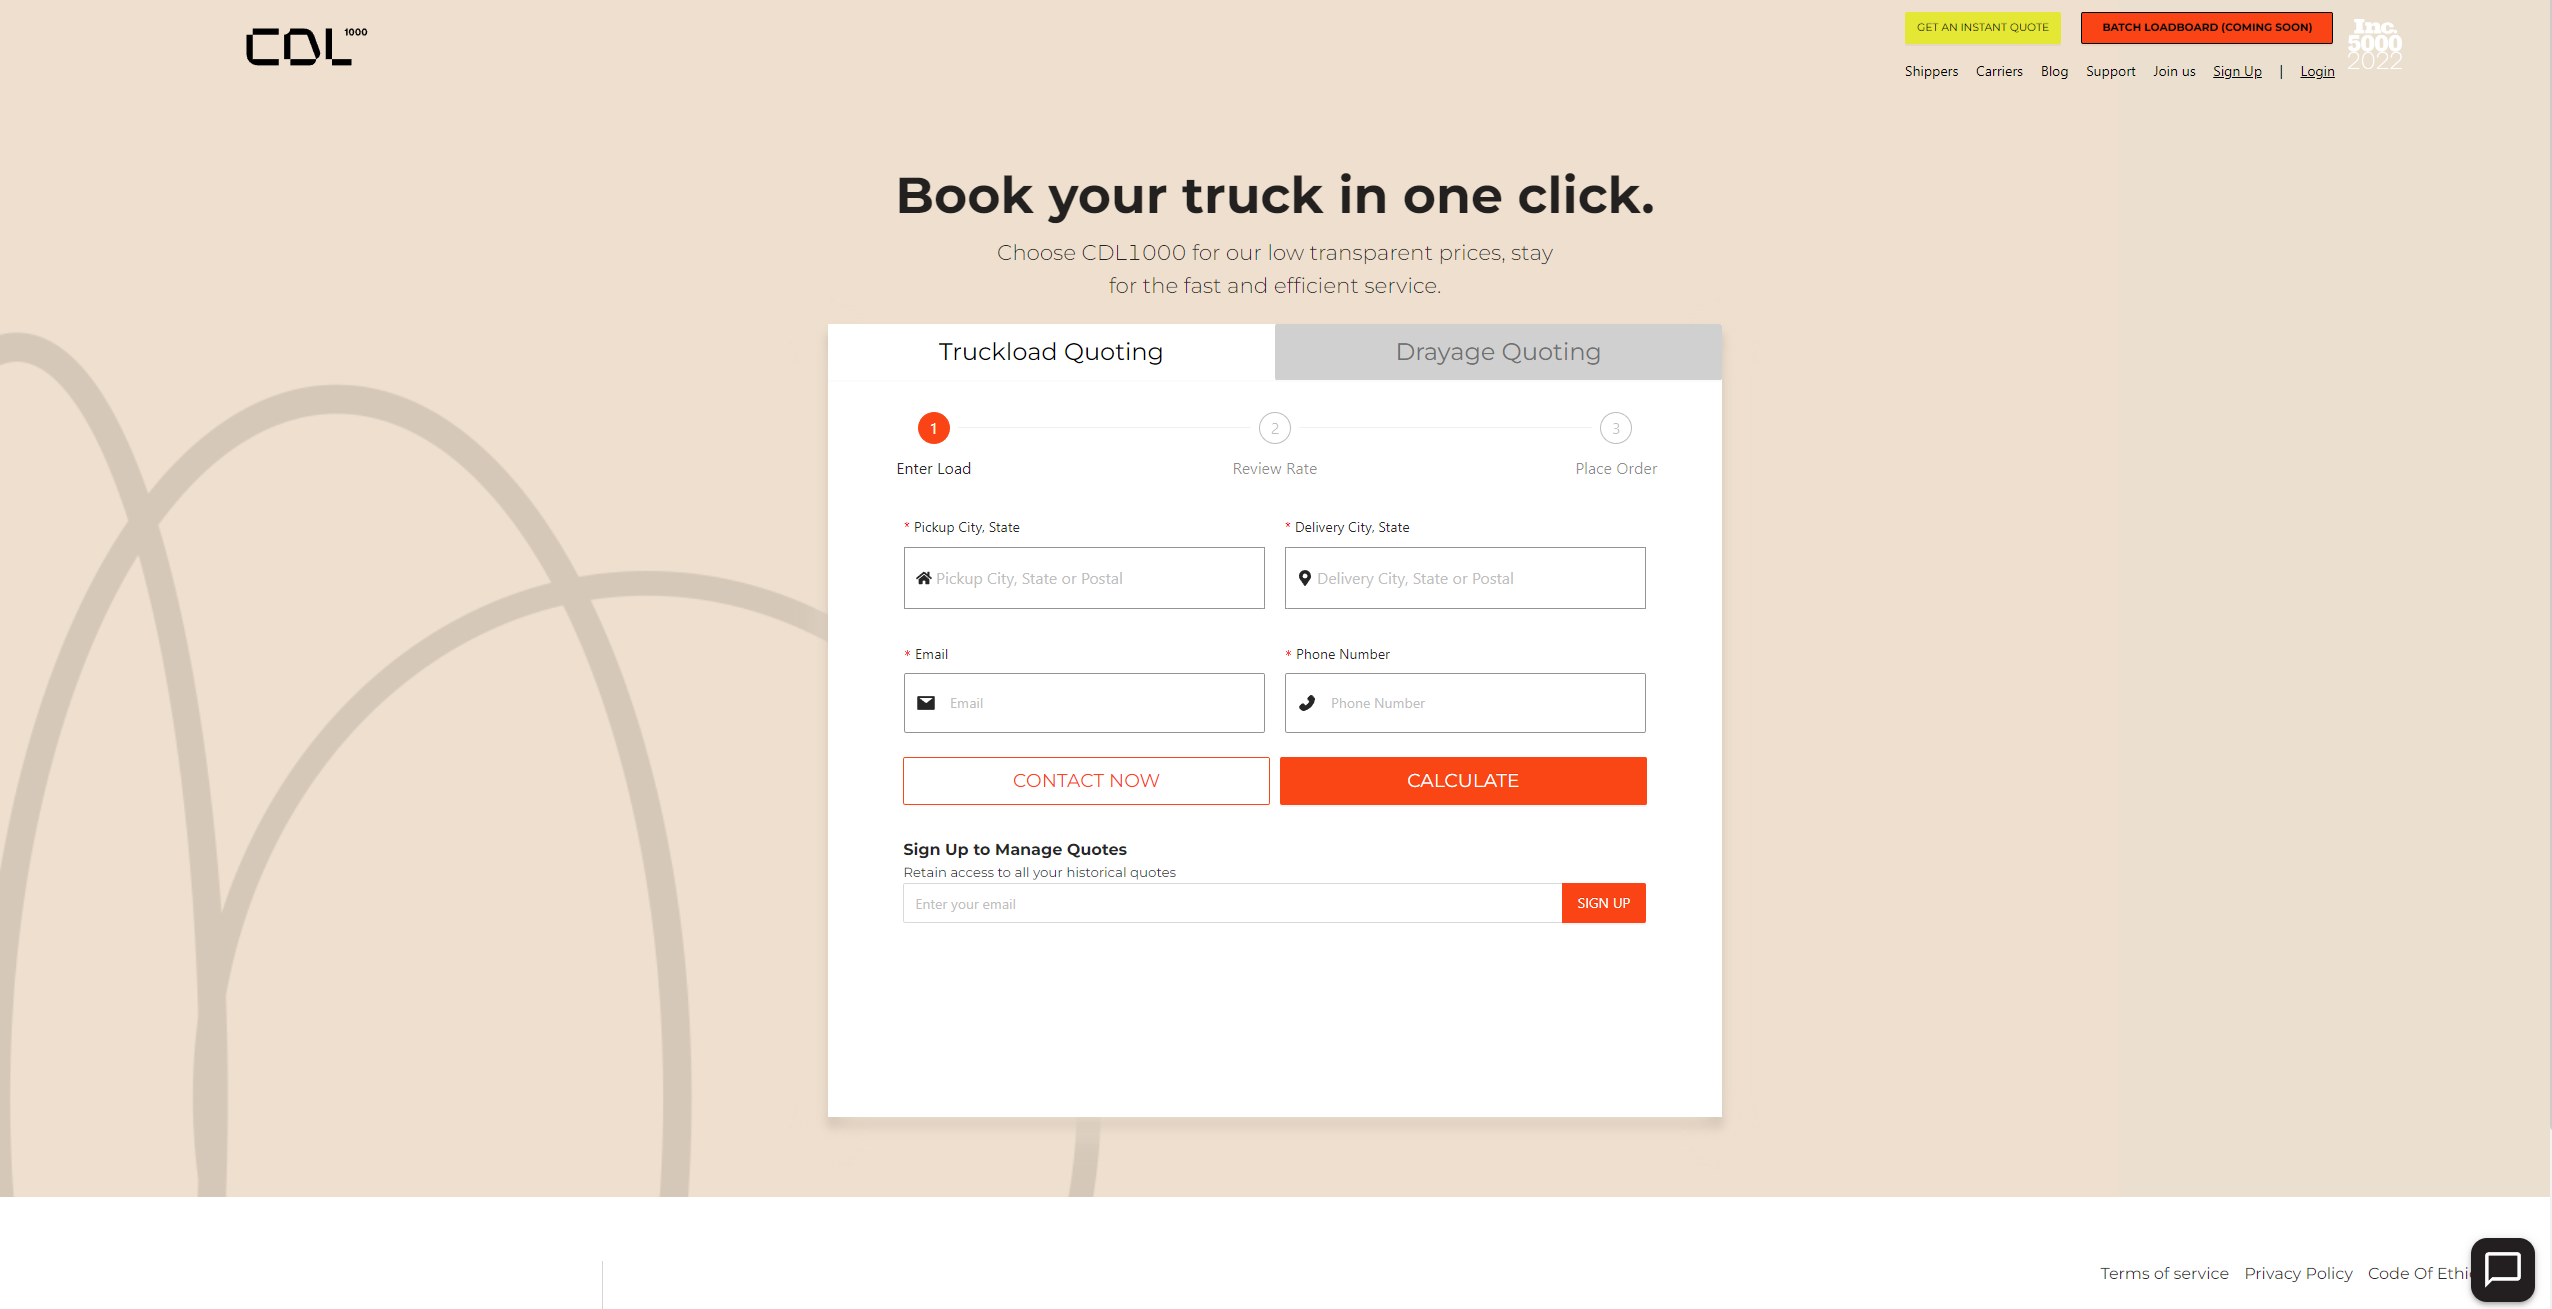 CDL 1000
GET AN INSTANT QUOTE
BATCH LOADBOARD (COMING SOON)
Inc.
5000
2022
Shippers Carriers Blog Support Join us Sign Up | Login
Book your truck in one click.
Choose CDL1000 for our low transparent prices, stay
for the fast and efficient service.
Truckload Quoting
Drayage Quoting
1
2
3
Enter Load
Review Rate
Place Order
* Pickup City, State
* Delivery City, State
Pickup City, State or Postal
Delivery City, State or Postal
* Email
* Phone Number
Email
Phone Number
CONTACT NOW
CALCULATE
Sign Up to Manage Quotes
Retain access to all your historical quotes
Enter your email
SIGN UP
Terms of service Privacy Policy Code Of